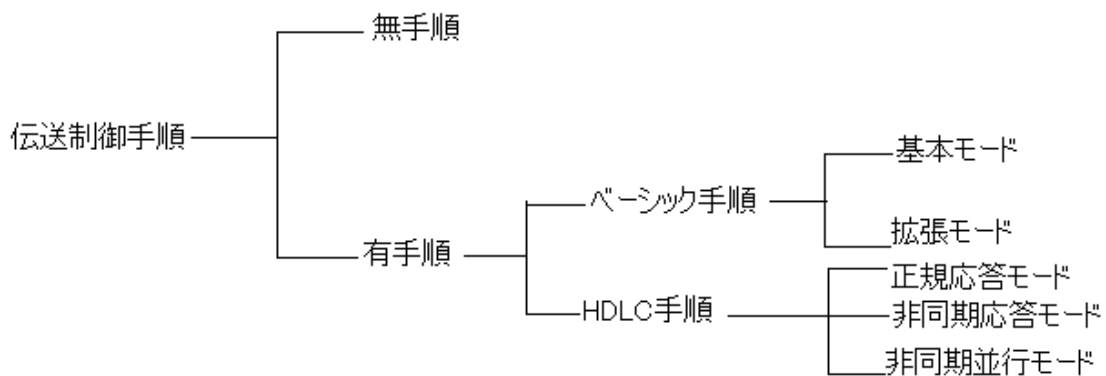 無手順
伝送制御手順
基本モード
ベーシック手順
拡張モード
有手順
正規応答モード
HDLC手順
非同期応答モード
非同期並行モード